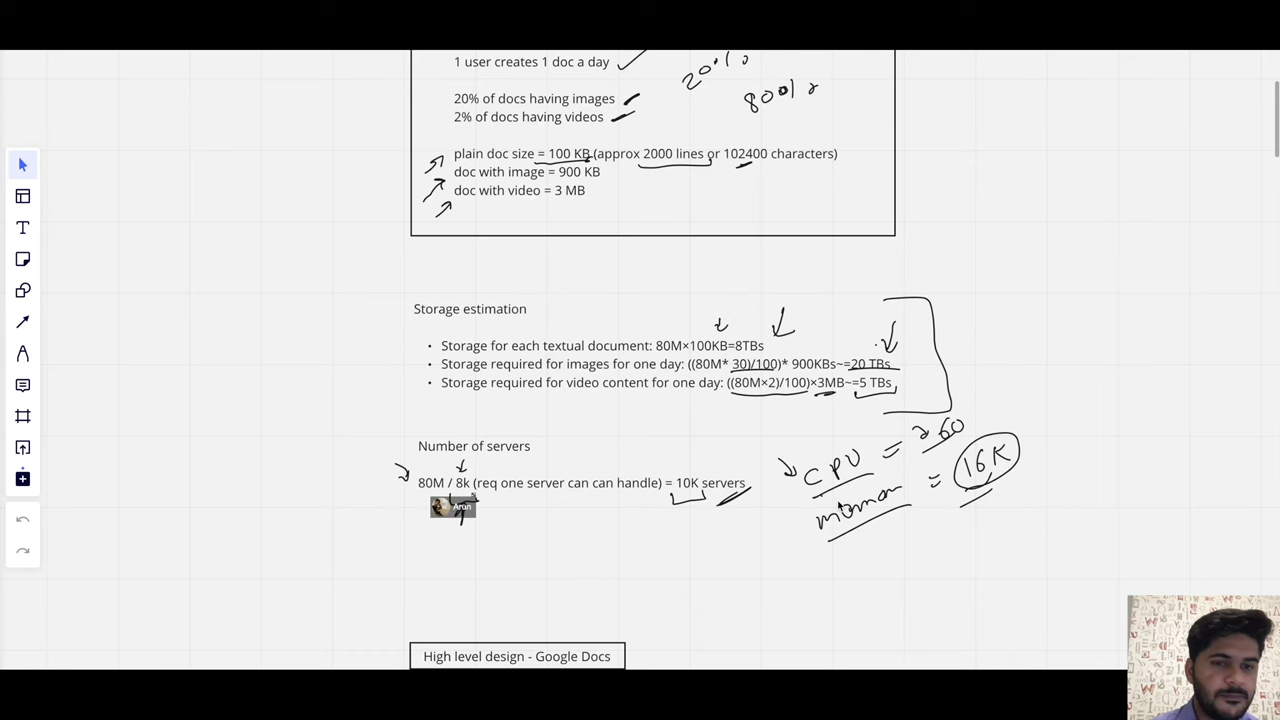 1 user creates 1 doc a day
20%
80%
20% of docs having images
2% of docs having videos
plain doc size = 100 KB (approx 2000 lines or 102400 characters)
doc with image = 900 KB
doc with video = 3 MB
Storage estimation
· Storage for each textual document: 80M×100KB=8TBs
· Storage required for images for one day: ((80M* 30)/100)* 900KBs~=20 TBs
· Storage required for video content for one day: ((80M×2)/100)×3MB~=5 TBs
Number of servers
80M / 8k (req one server can can handle) = 10K servers
Arun
CPU = 260
= 16K
T
High level design - Google Docs